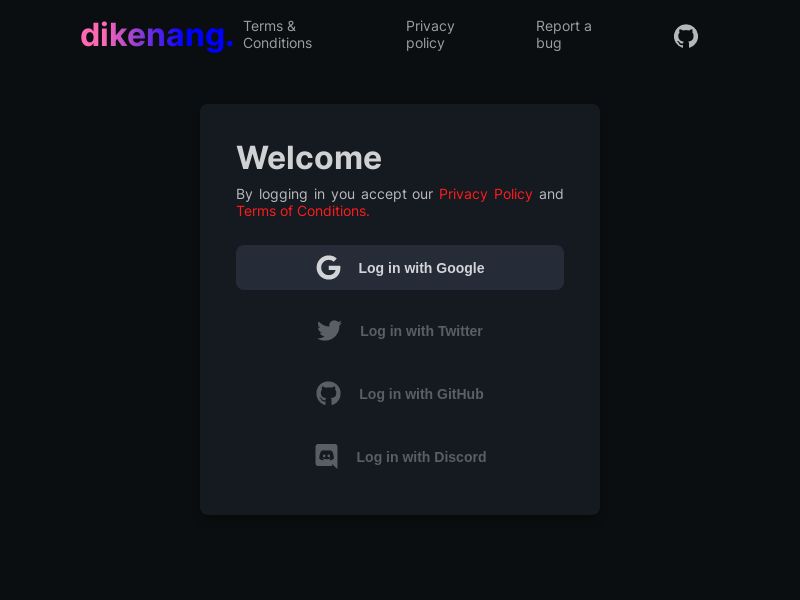 dikenang.
Terms &
Conditions
Privacy
policy
Report a
bug
Welcome
By logging in you accept our Privacy Policy and
Terms of Conditions.
Log in with Google
Log in with Twitter
Log in with GitHub
Log in with Discord